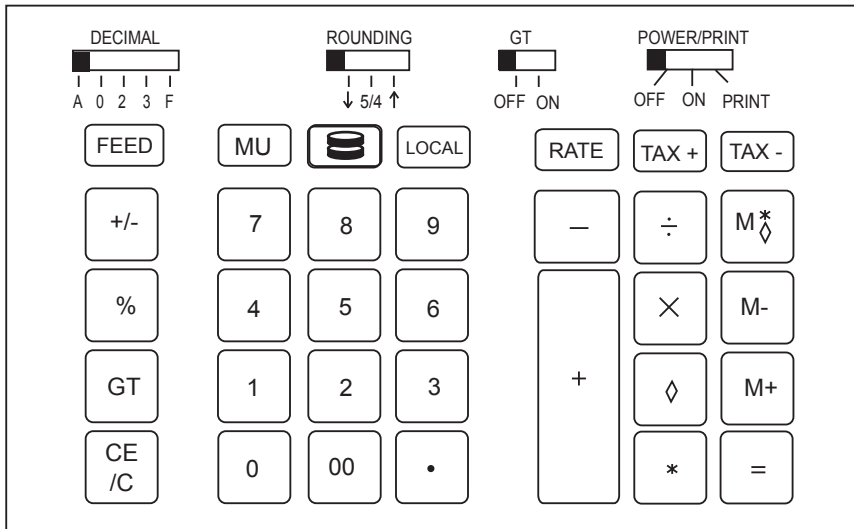 DECIMAL ROUNDING GT POWER/PRINT
A 0 2 3 F ↓ 5/4 ↑ OFF ON OFF ON PRINT
FEED MU LOCAL RATE TAX + TAX -
+/- 7 8 9 – ÷ M*◊
% 4 5 6 × M-
GT 1 2 3 + ◊ M+
CE
/C 0 00 • * =